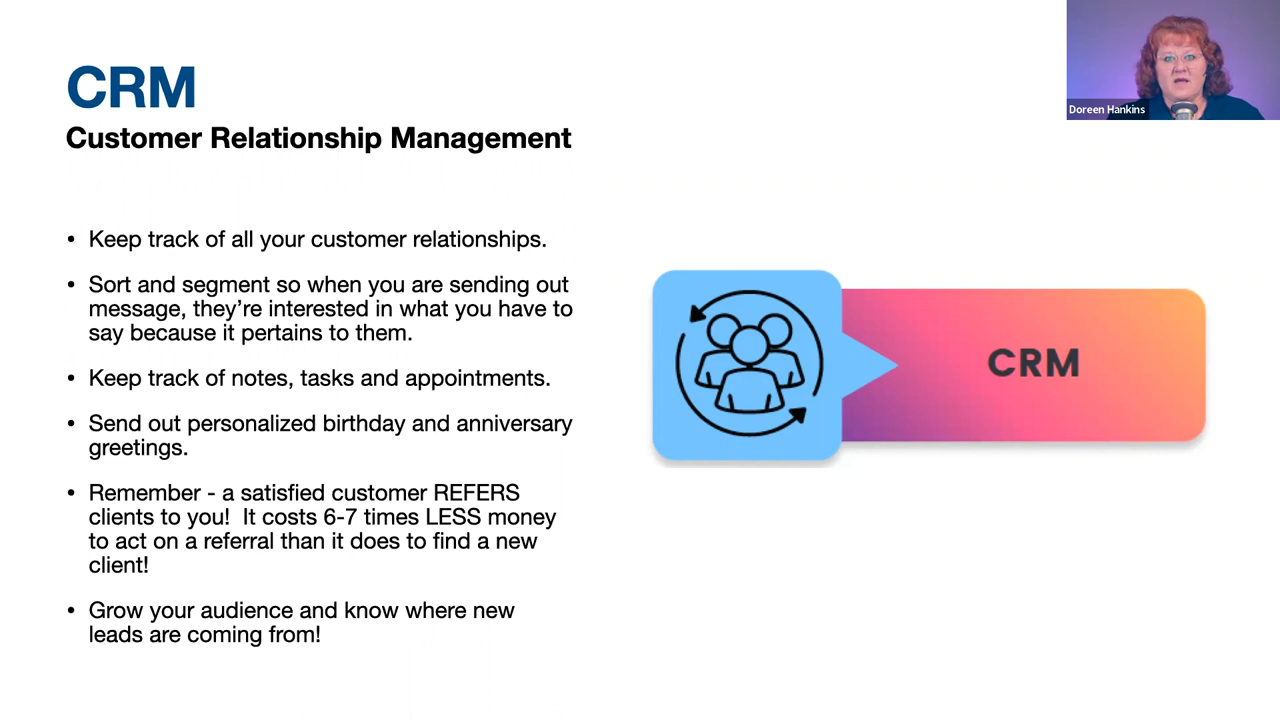 CRM
Customer Relationship Management
Doreen Hankins
• Keep track of all your customer relationships.
• Sort and segment so when you are sending out
message, they’re interested in what you have to
say because it pertains to them.
• Keep track of notes, tasks and appointments.
• Send out personalized birthday and anniversary
greetings.
• Remember - a satisfied customer REFERS
clients to you!  It costs 6-7 times LESS money
to act on a referral than it does to find a new
client!
• Grow your audience and know where new
leads are coming from!
CRM